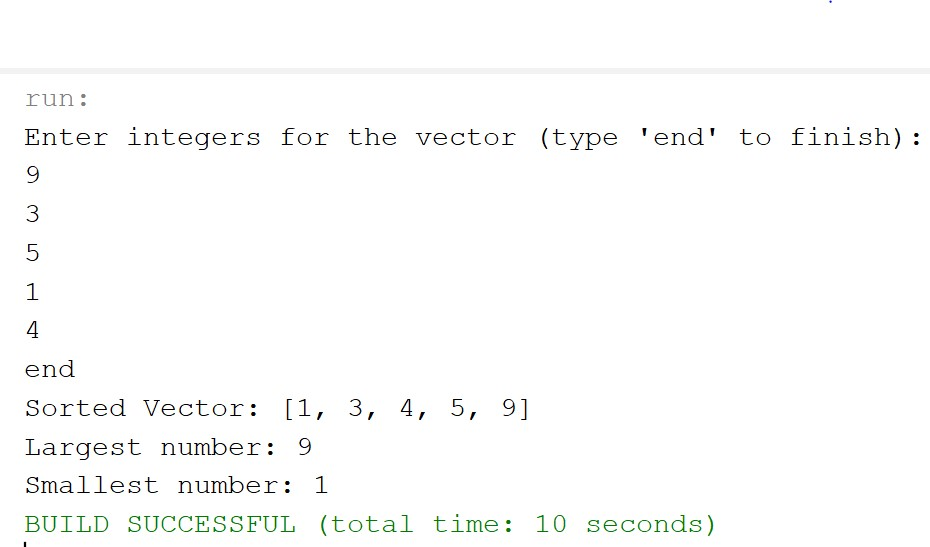 run:
Enter integers for the vector (type 'end' to finish):
9
3
5
1
4
end
Sorted Vector: [1, 3, 4, 5, 9]
Largest number: 9
Smallest number: 1
BUILD SUCCESSFUL (total time: 10 seconds)